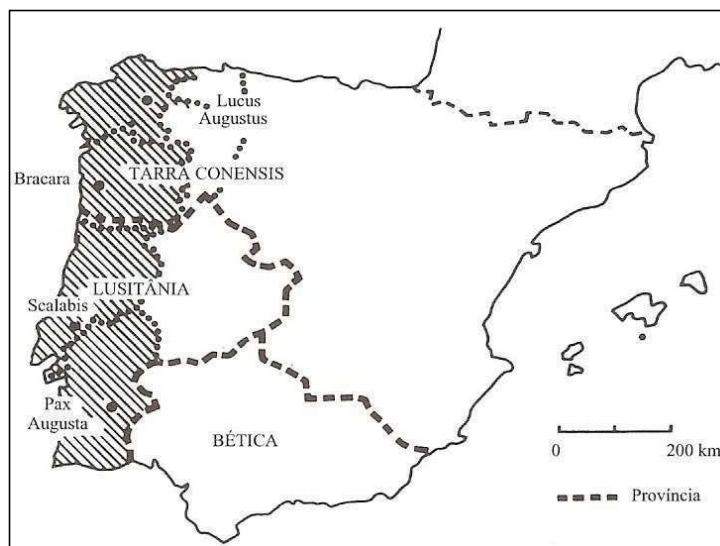 Lucus
Augustus
Bracara
TARRA CONENSIS
LUSITÂNIA
Scalabis
Pax
Augusta
BÉTICA
0
200 km
Província